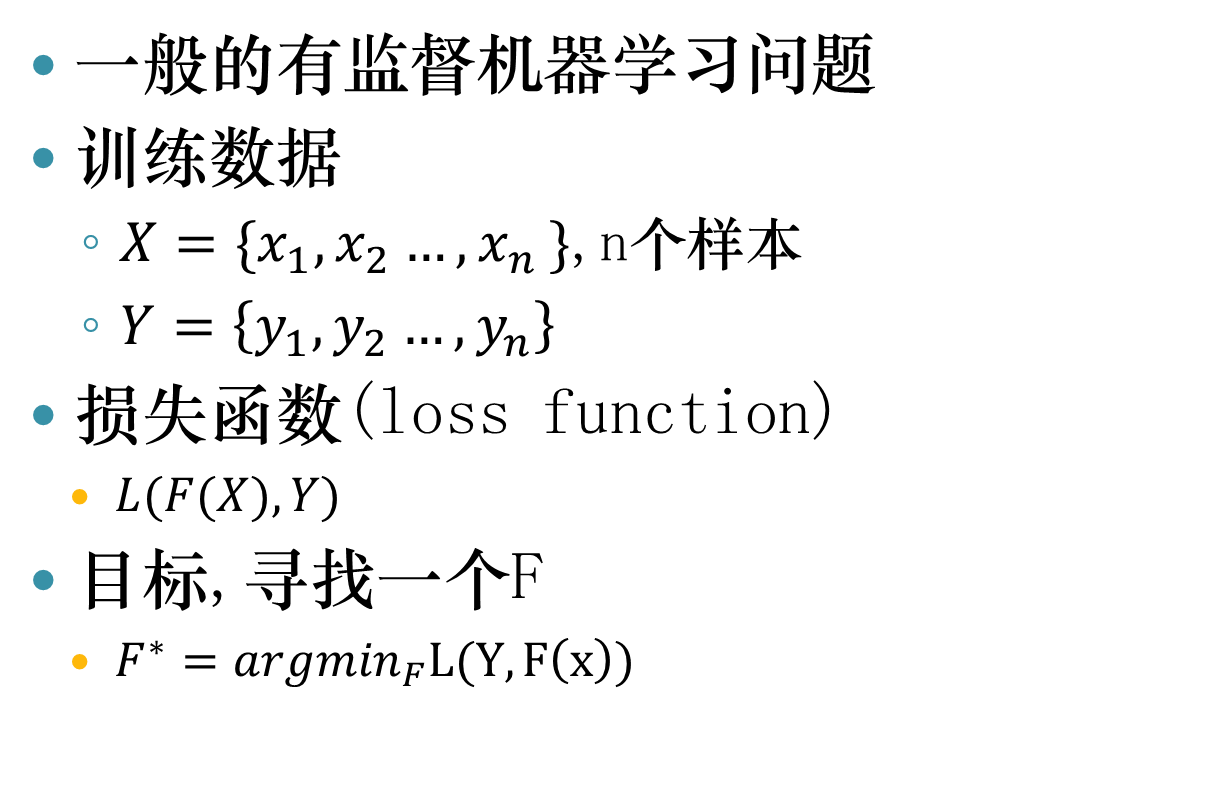 • 一般的有监督机器学习问题
• 训练数据
◦ X = {x₁, x₂ …, xₙ }, n个样本
◦ Y = {y₁, y₂ …, yₙ}
• 损失函数(loss function)
• L(F(X), Y)
• 目标, 寻找一个F
• F* = argmin_F L(Y, F(x))